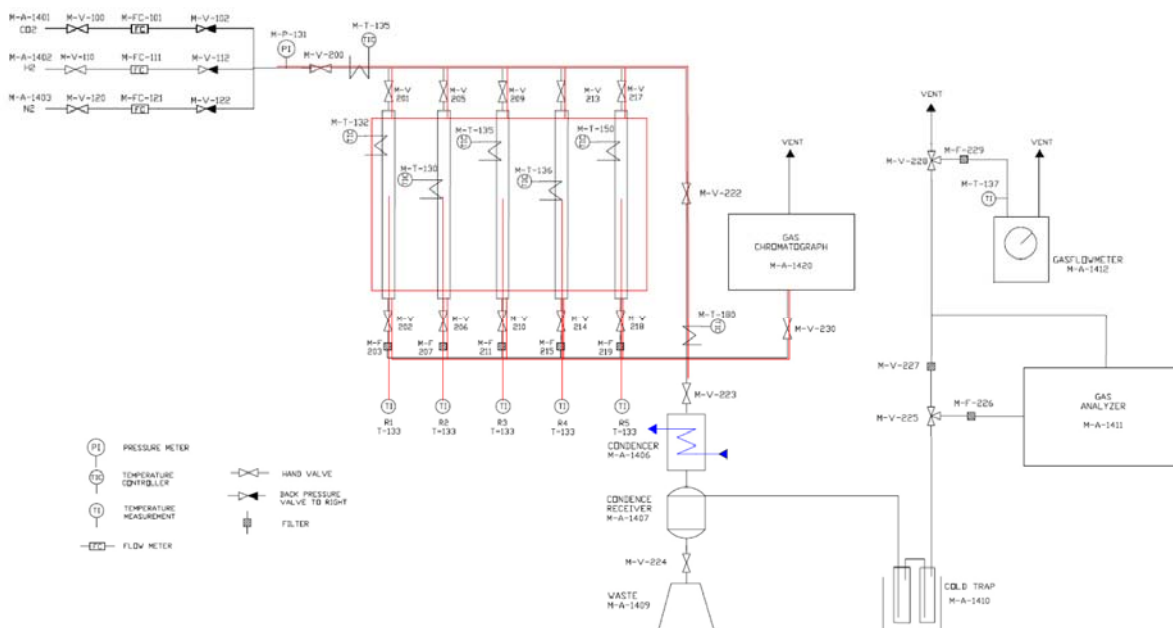 M-A-1401
M-V-100
M-FC-101
M-V-102
CO2
FC
M-A-1402
M-V-110
M-FC-111
M-V-112
H2
FC
M-A-1403
M-V-120
M-FC-121
M-V-122
N2
FC
M-P-131
PI
M-V-200
M-T-135
TIC
M-V
201
M-V
205
M-V
209
M-V
213
M-V
217
M-T-132
M-T-130
M-T-135
M-T-136
M-T-150
M-V
202
M-V
206
M-V
210
M-V
214
M-V
218
M-F
203
M-F
207
M-F
211
M-F
215
M-F
219
TI
TI
TI
TI
TI
R1
T-133
R2
T-133
R3
T-133
R4
T-133
R5
T-133
M-V-222
VENT
GAS
CHROMATOGRAPH
M-A-1420
M-V-230
M-T-180
M-V-223
CONDENCER
M-A-1406
CONDENCE
RECEIVER
M-A-1407
M-V-224
WASTE
M-A-1409
COLD TRAP
M-A-1410
VENT
M-V-228
M-F-229
VENT
M-T-137
TI
GASFLOWMETER
M-A-1412
M-V-227
M-V-225
M-F-226
GAS
ANALYZER
M-A-1411
PI
PRESSURE METER
TIC
TEMPERATURE
CONTROLLER
TI
TEMPERATURE
MEASUREMENT
FC
FLOW METER
HAND VALVE
BACK PRESSURE
VALVE TO RIGHT
FILTER